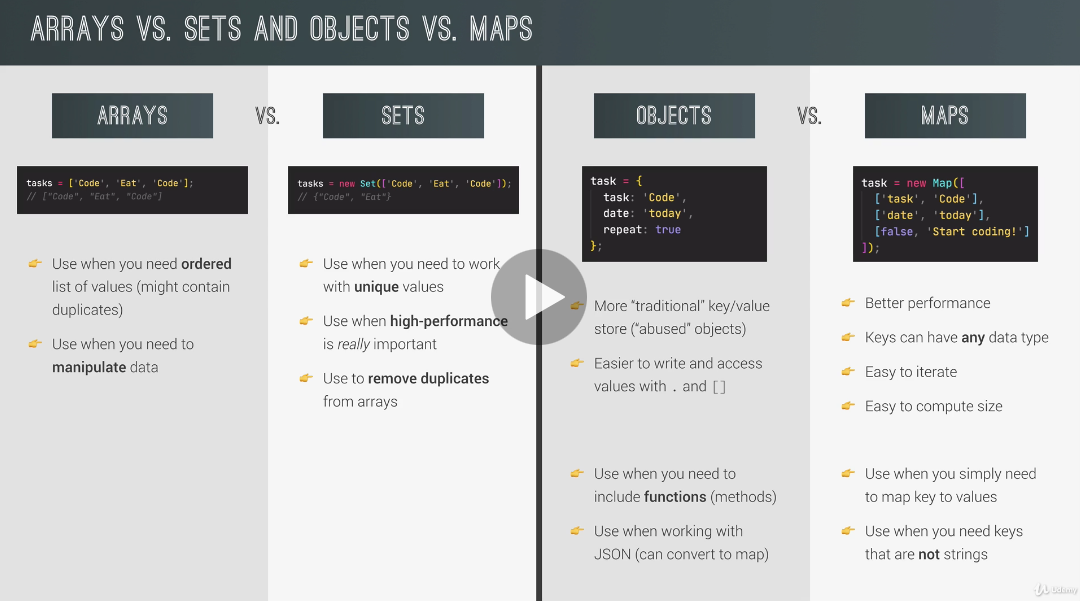 ARRAYS VS. SETS AND OBJECTS VS. MAPS
ARRAYS
VS.
SETS
tasks = ['Code', 'Eat', 'Code'];
// ["Code", "Eat", "Code"]
tasks = new Set(['Code', 'Eat', 'Code']);
// {"Code", "Eat"}
👉 Use when you need ordered
list of values (might contain
duplicates)
👉 Use when you need to
manipulate data
👉 Use when you need to work
with unique values
👉 Use when high-performance
is really important
👉 Use to remove duplicates
from arrays
OBJECTS
VS.
MAPS
task = {
task: 'Code',
date: 'today',
repeat: true
};
task = new Map([
['task', 'Code'],
['date', 'today'],
[false, 'Start coding!']
]);
👉 More “traditional” key/value
store (“abused” objects)
👉 Easier to write and access
values with . and []
👉 Use when you need to
include functions (methods)
👉 Use when working with
JSON (can convert to map)
👉 Better performance
👉 Keys can have any data type
👉 Easy to iterate
👉 Easy to compute size
👉 Use when you simply need
to map key to values
👉 Use when you need keys
that are not strings
Udemy